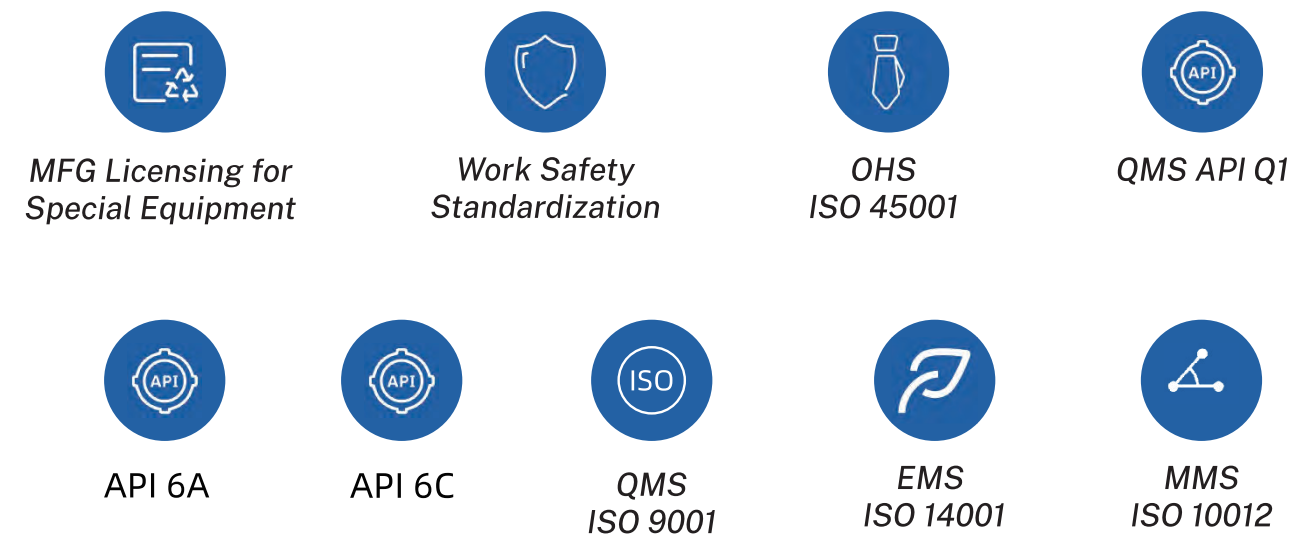 MFG Licensing for
Special Equipment
Work Safety
Standardization
OHS
ISO 45001
API
QMS API Q1
API
API 6A
API
API 6C
ISO
QMS
ISO 9001
EMS
ISO 14001
MMS
ISO 10012